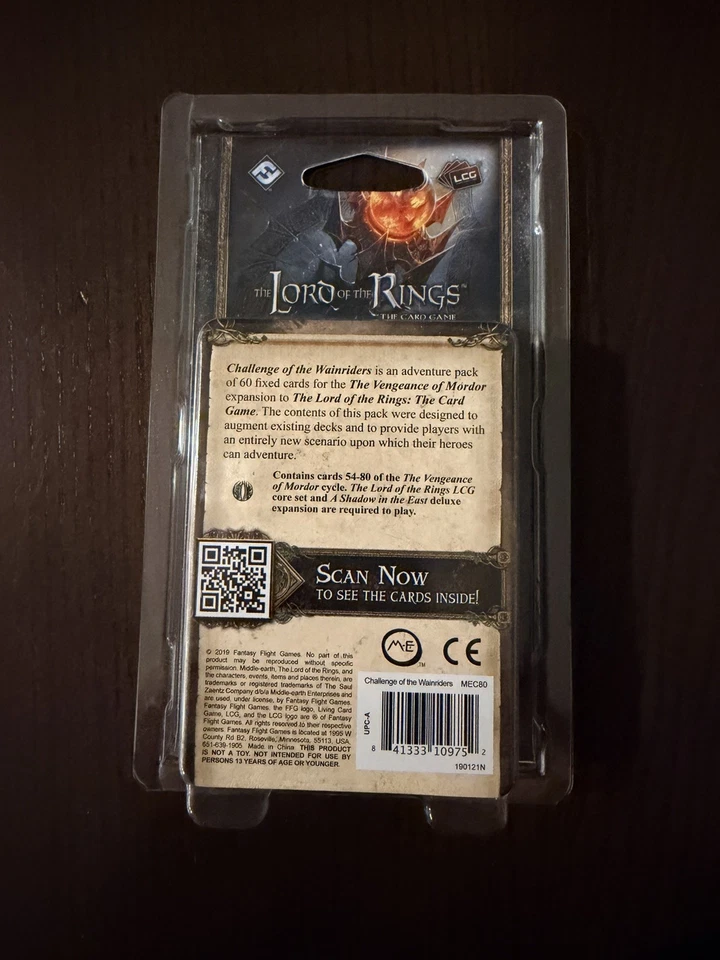 LCG
THE LORD OF THE RINGS™
THE CARD GAME
Challenge of the Wainriders is an adventure pack
of 60 fixed cards for the The Vengeance of Mordor
expansion to The Lord of the Rings: The Card
Game. The contents of this pack were designed to
augment existing decks and to provide players with
an entirely new scenario upon which their heroes
can adventure.
Contains cards 54-80 of the The Vengeance
of Mordor cycle. The Lord of the Rings LCG
core set and A Shadow in the East deluxe
expansion are required to play.
SCAN NOW
TO SEE THE CARDS INSIDE!
© 2019 Fantasy Flight Games. No part of this
product may be reproduced without specific
permission. Middle-earth, The Lord of the Rings, and
the characters, events, items and places therein, are
trademarks or registered trademarks of The Saul
Zaentz Company d/b/a Middle-earth Enterprises and
are used, under license, by Fantasy Flight Games.
Fantasy Flight Games, the FFG logo, Living Card
Game, LCG, and the LCG logo are ® of Fantasy
Flight Games. All rights reserved to their respective
owners. Fantasy Flight Games is located at 1995 W
County Rd B2, Roseville, Minnesota, 55113, USA,
651-639-1905. Made in China THIS PRODUCT
IS NOT A TOY. NOT INTENDED FOR USE BY
PERSONS 13 YEARS OF AGE OR YOUNGER.
M-E™
CE
Challenge of the Wainriders MEC80
UPC-A
8 41333 10975 2
190121N